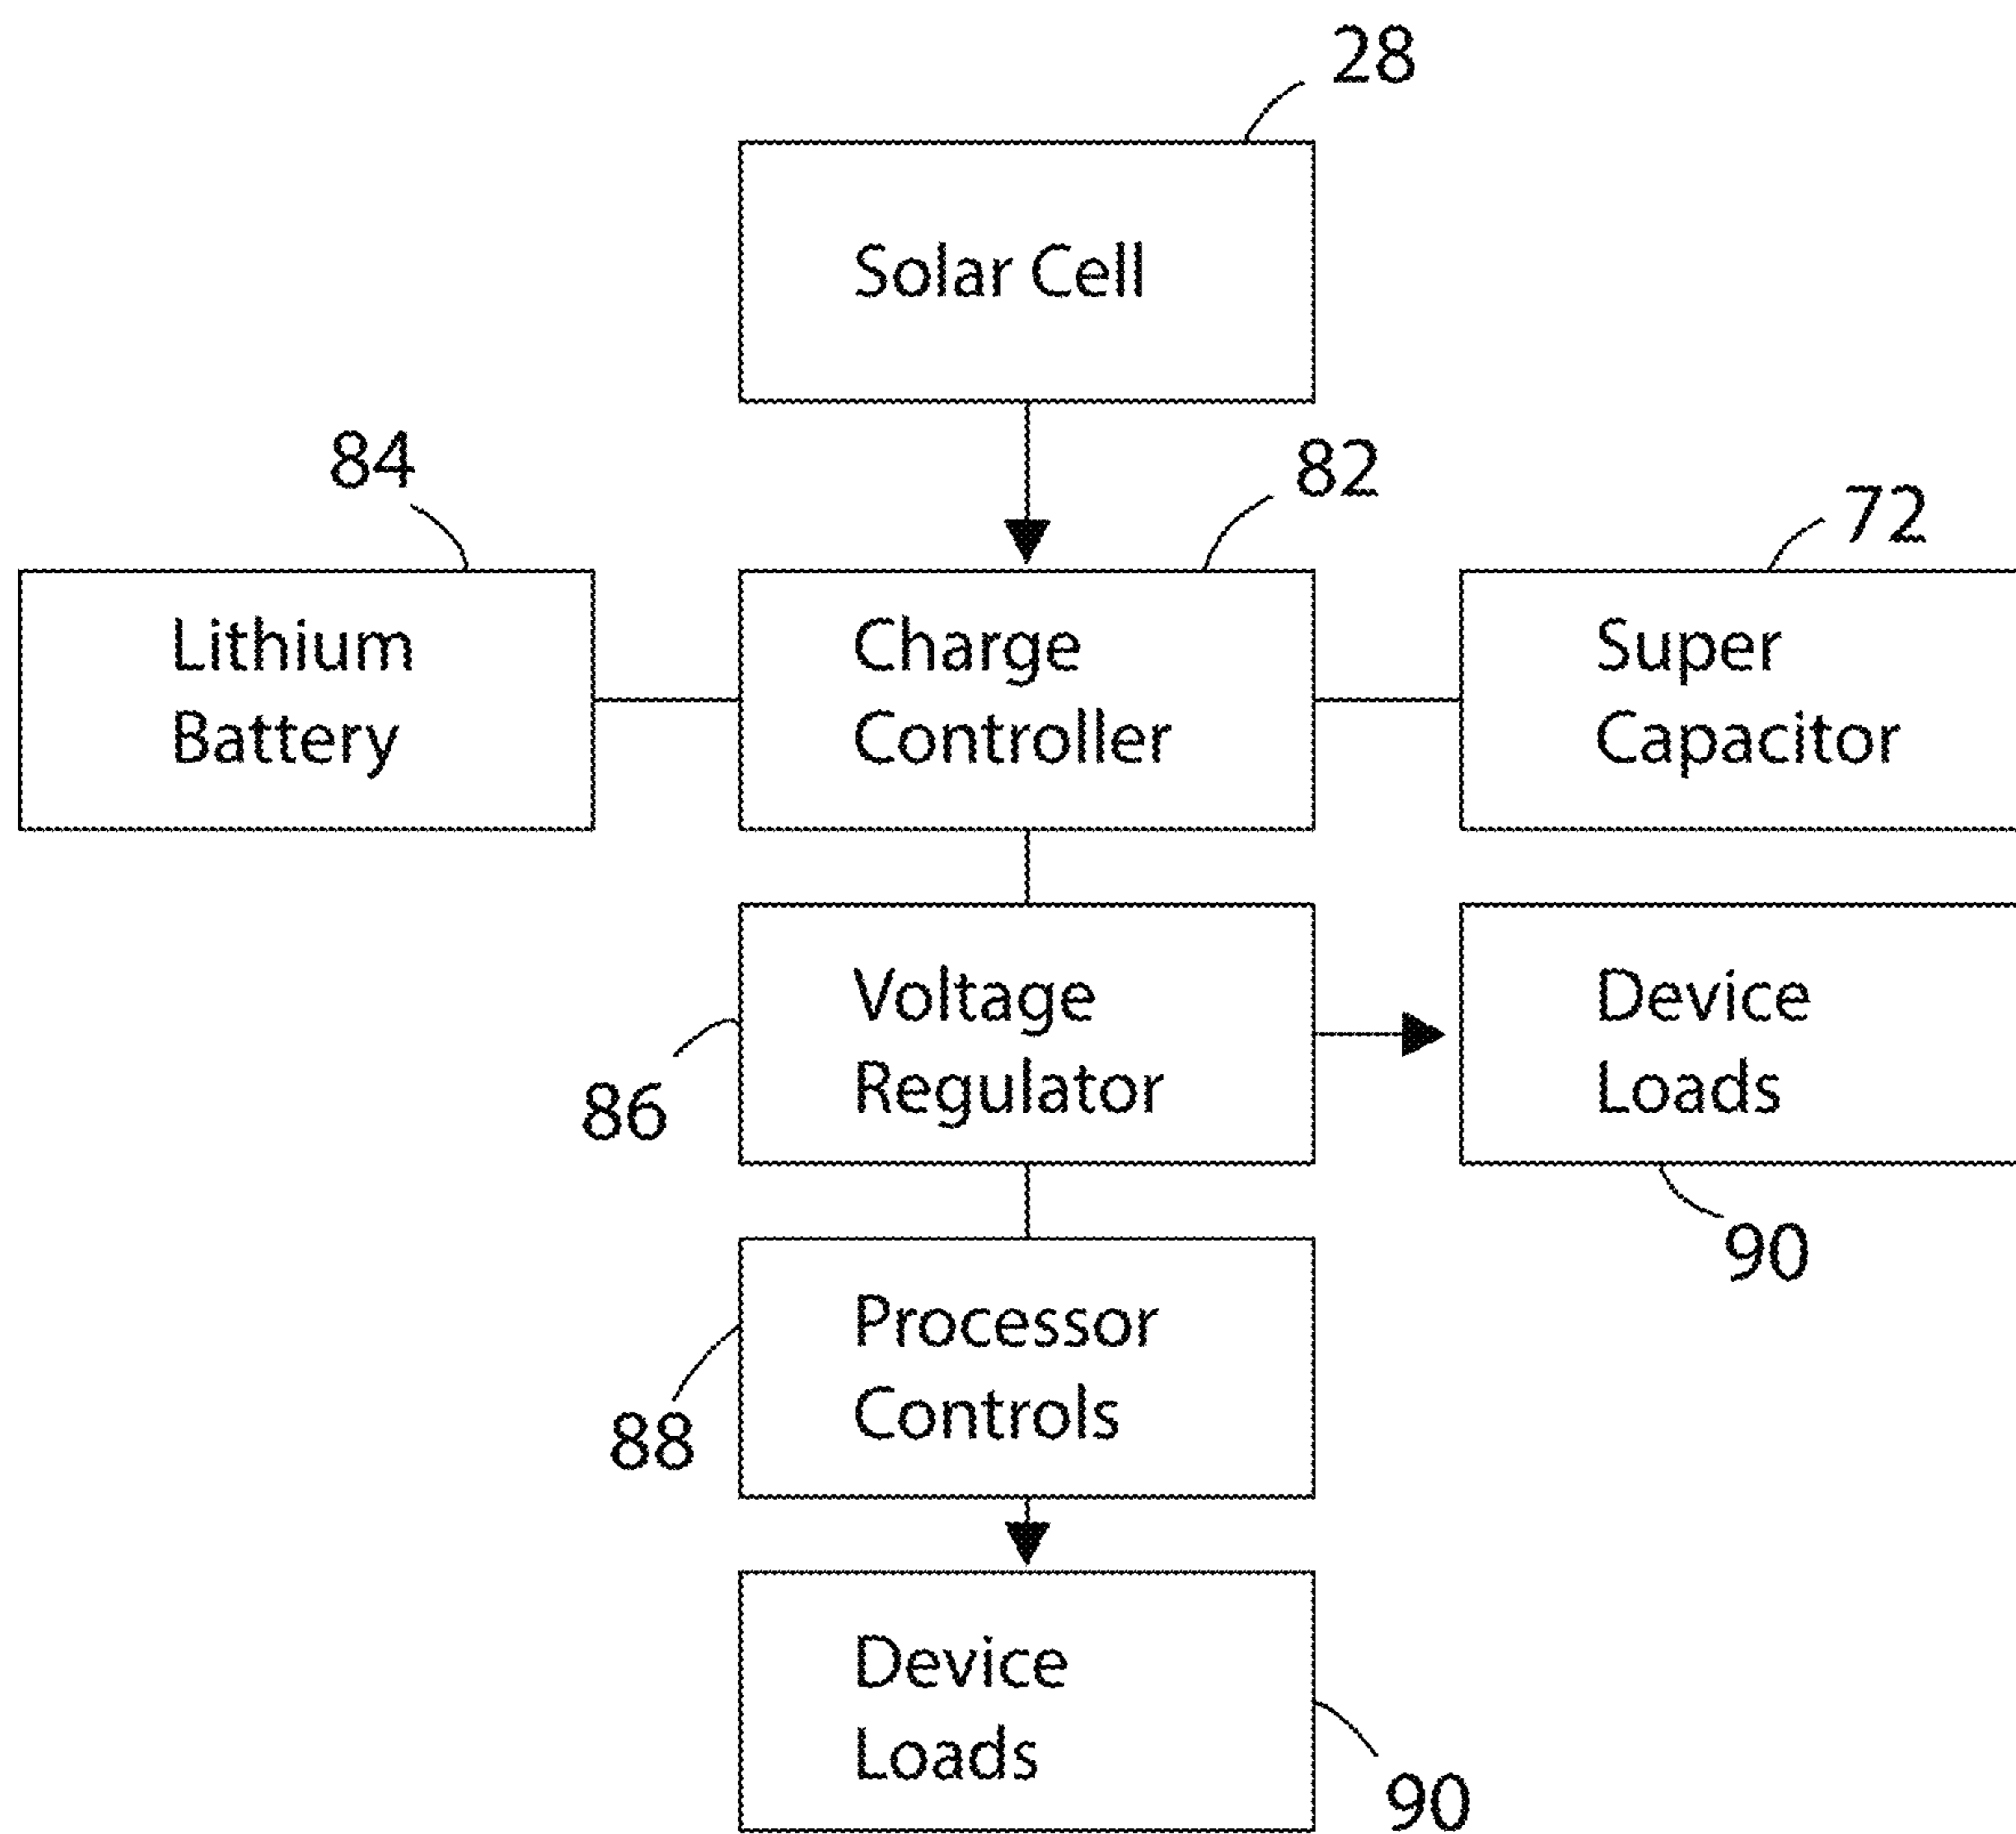 28
Solar Cell
84
82
72
Lithium
Battery
Charge
Controller
Super
Capacitor
Voltage
Regulator
86
Device
Loads
90
Processor
Controls
88
Device
Loads
90